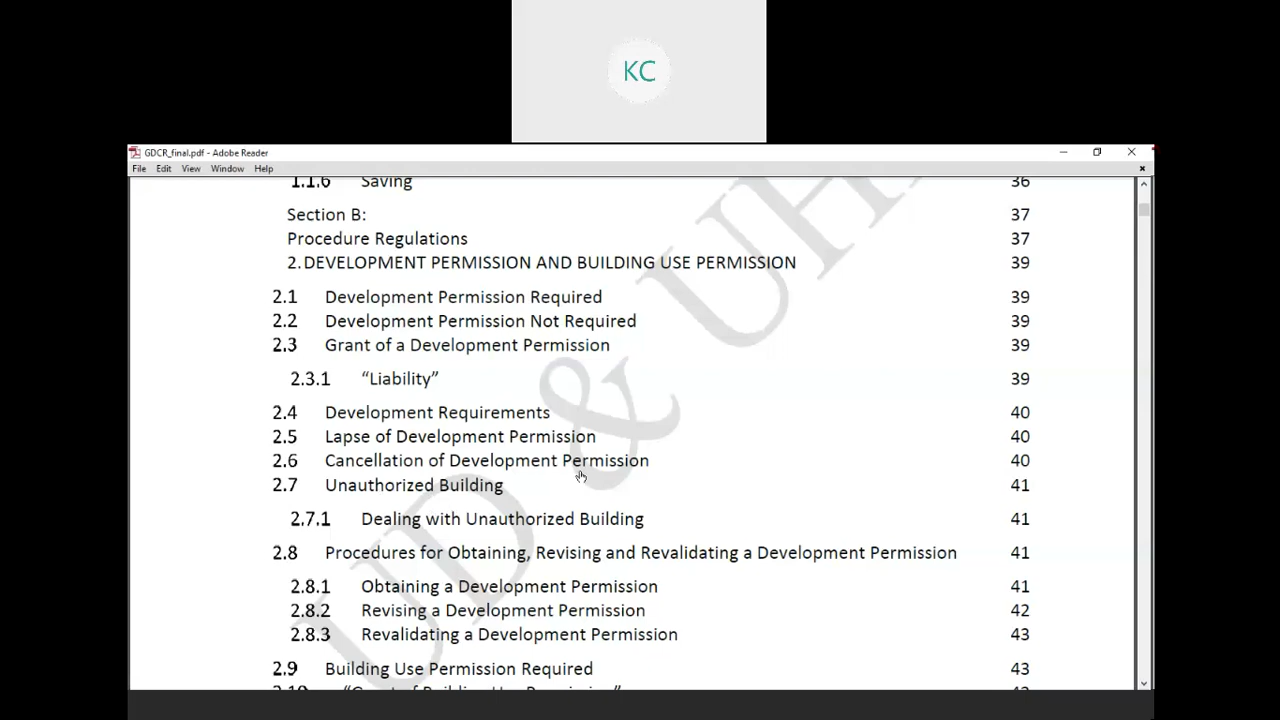 KC
GDCR_final.pdf - Adobe Reader
File Edit View Window Help
1.1.6 Saving 36
Section B: 37
Procedure Regulations 37
2. DEVELOPMENT PERMISSION AND BUILDING USE PERMISSION 39
2.1 Development Permission Required 39
2.2 Development Permission Not Required 39
2.3 Grant of a Development Permission 39
2.3.1 “Liability” 39
2.4 Development Requirements 40
2.5 Lapse of Development Permission 40
2.6 Cancellation of Development Permission 40
2.7 Unauthorized Building 41
2.7.1 Dealing with Unauthorized Building 41
2.8 Procedures for Obtaining, Revising and Revalidating a Development Permission 41
2.8.1 Obtaining a Development Permission 41
2.8.2 Revising a Development Permission 42
2.8.3 Revalidating a Development Permission 43
2.9 Building Use Permission Required 43
UD & UH